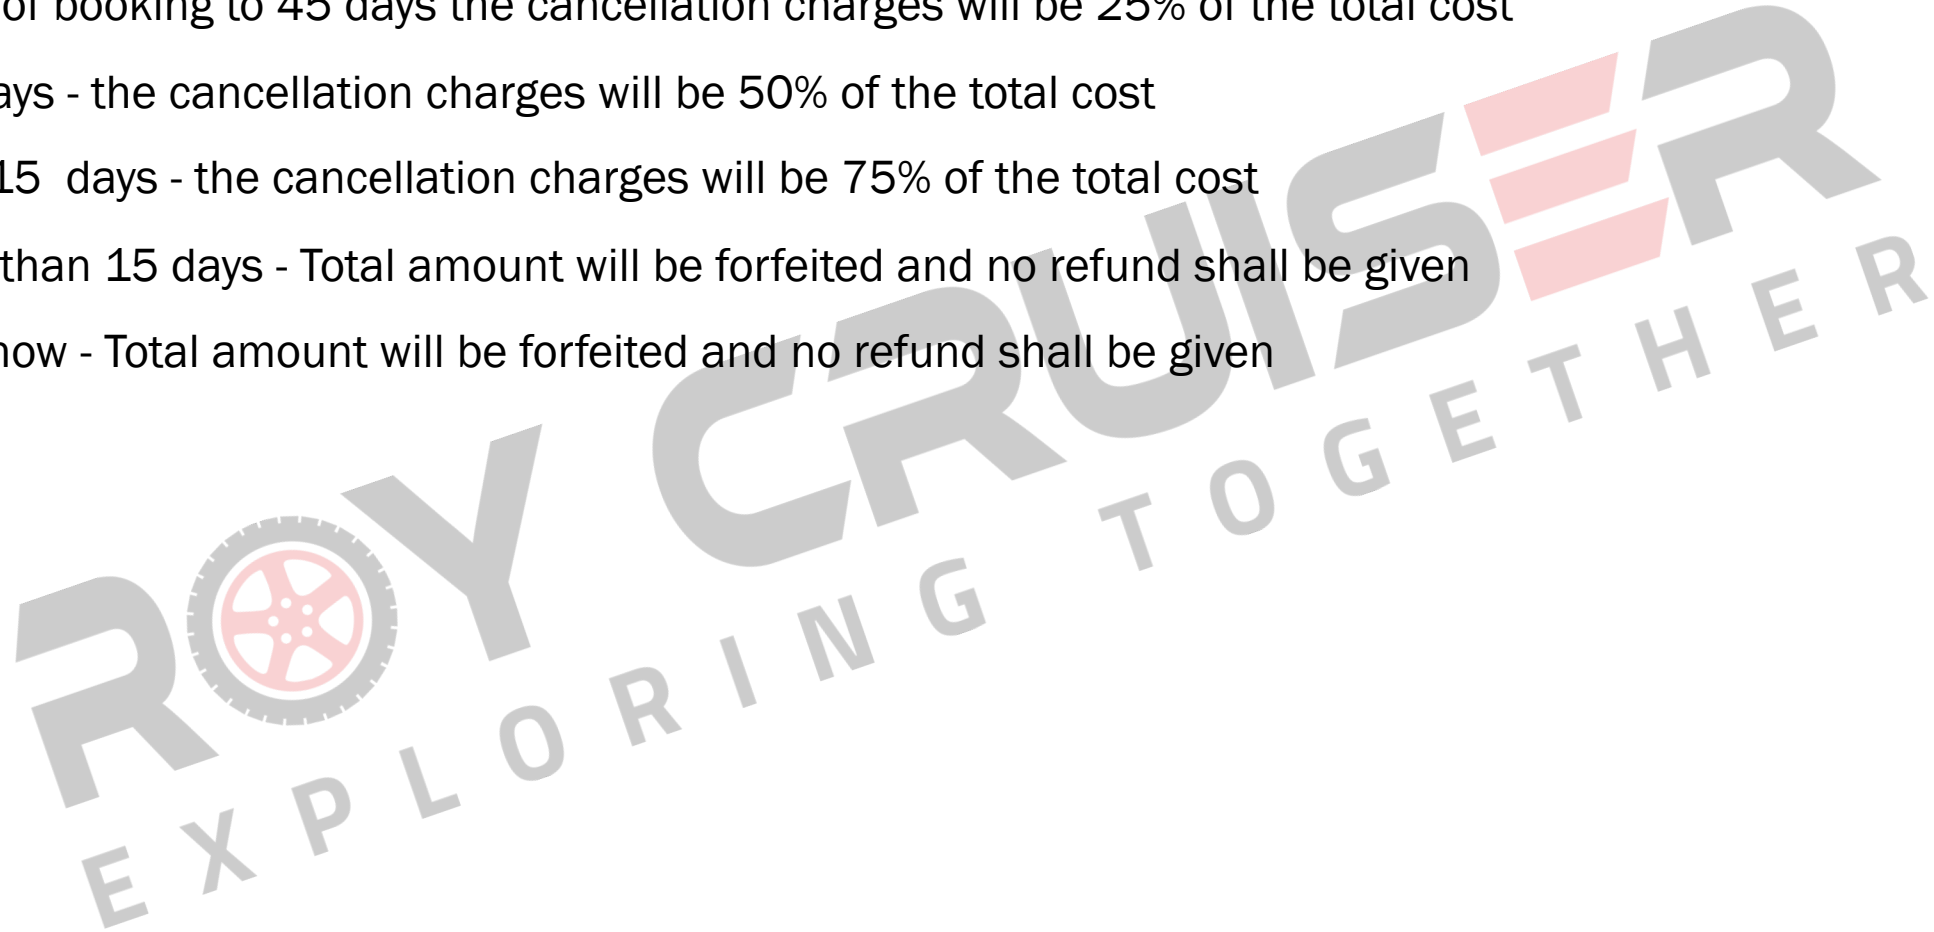 of booking to 45 days the cancellation charges will be 25% of the total cost
days - the cancellation charges will be 50% of the total cost
15 days - the cancellation charges will be 75% of the total cost
than 15 days - Total amount will be forfeited and no refund shall be given
how - Total amount will be forfeited and no refund shall be given
ROY CRUISER
EXPLORING TOGETHER